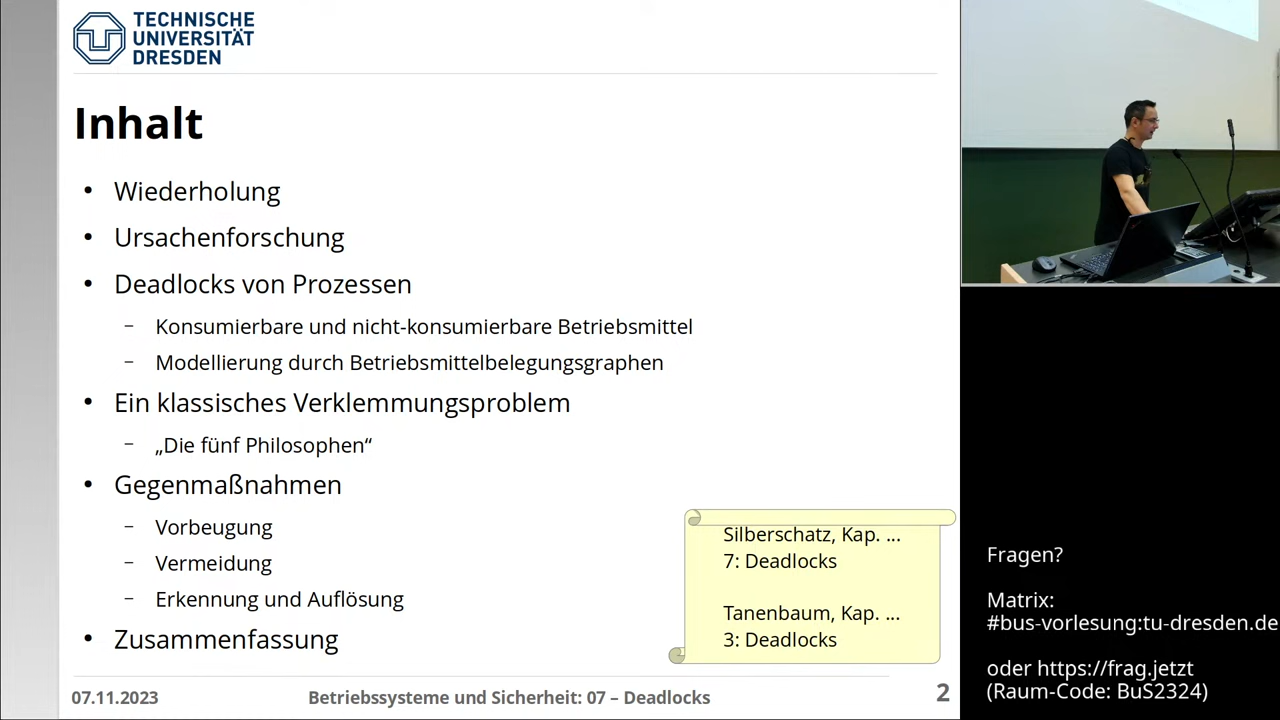 TECHNISCHE
UNIVERSITÄT
DRESDEN
Inhalt
• Wiederholung
• Ursachenforschung
• Deadlocks von Prozessen
– Konsumierbare und nicht-konsumierbare Betriebsmittel
– Modellierung durch Betriebsmittelbelegungsgraphen
• Ein klassisches Verklemmungsproblem
– „Die fünf Philosophen“
• Gegenmaßnahmen
– Vorbeugung
– Vermeidung
– Erkennung und Auflösung
• Zusammenfassung
Silberschatz, Kap. ...
7: Deadlocks
Tanenbaum, Kap. ...
3: Deadlocks
07.11.2023 Betriebssysteme und Sicherheit: 07 – Deadlocks 2
Fragen?
Matrix:
#bus-vorlesung:tu-dresden.de
oder https://frag.jetzt
(Raum-Code: BuS2324)